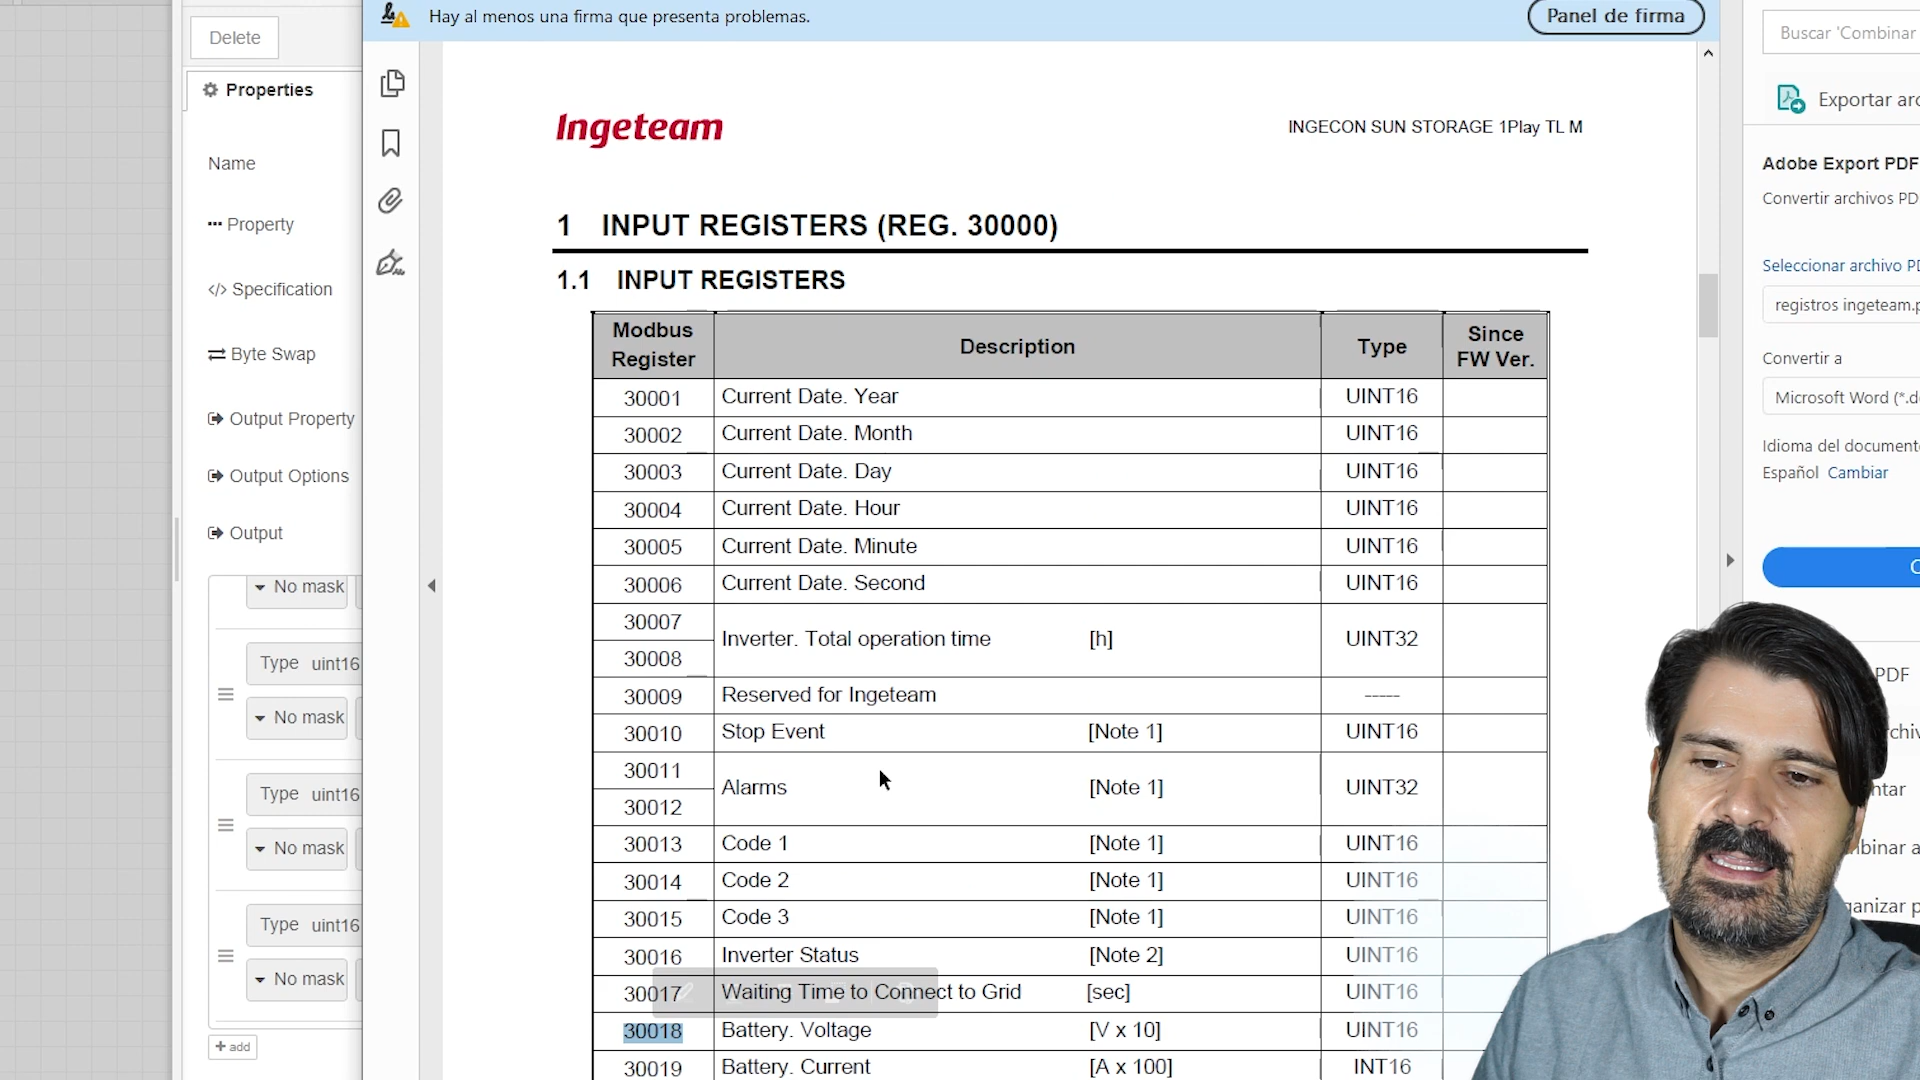 Hay al menos una firma que presenta problemas.
Panel de firma
Delete
Properties
Name
Property
Specification
Byte Swap
Output Property
Output Options
Output
No mask
Type uint16
No mask
Type uint16
No mask
Type uint16
No mask
add
Ingeteam
INGECON SUN STORAGE 1Play TL M
1 INPUT REGISTERS (REG. 30000)
1.1 INPUT REGISTERS
Modbus Register Description Type Since FW Ver.
30001 Current Date. Year UINT16
30002 Current Date. Month UINT16
30003 Current Date. Day UINT16
30004 Current Date. Hour UINT16
30005 Current Date. Minute UINT16
30006 Current Date. Second UINT16
30007
30008 Inverter. Total operation time [h] UINT32
30009 Reserved for Ingeteam -----
30010 Stop Event [Note 1] UINT16
30011
30012 Alarms [Note 1] UINT32
30013 Code 1 [Note 1] UINT16
30014 Code 2 [Note 1] UINT16
30015 Code 3 [Note 1] UINT16
30016 Inverter Status [Note 2] UINT16
30017 Waiting Time to Connect to Grid [sec] UINT16
30018 Battery. Voltage [V x 10] UINT16
30019 Battery. Current [A x 100] INT16
Buscar 'Combinar
Exportar arc
Adobe Export PDF
Convertir archivos PD
Seleccionar archivo PD
registros ingeteam.p
Convertir a
Microsoft Word (*.d
Idioma del documento
Español Cambiar
PDF